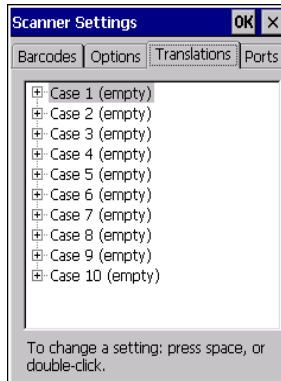 Scanner Settings OK ×
Barcodes Options Translations Ports
Case 1 (empty)
Case 2 (empty)
Case 3 (empty)
Case 4 (empty)
Case 5 (empty)
Case 6 (empty)
Case 7 (empty)
Case 8 (empty)
Case 9 (empty)
Case 10 (empty)
To change a setting: press space, or
double-click.